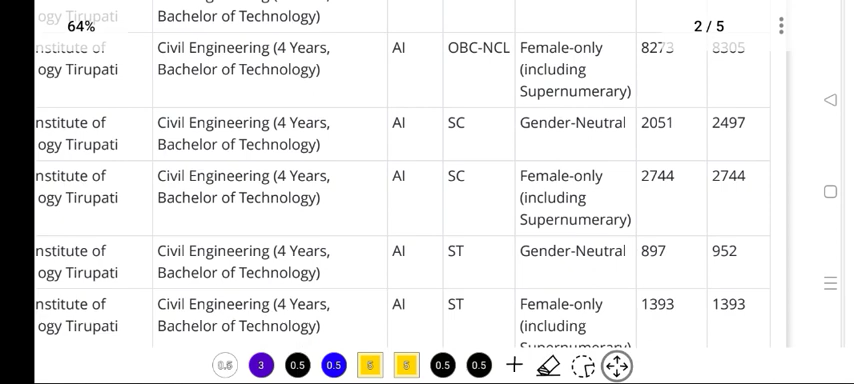 ogy Tirupati Bachelor of Technology)
64% 2 / 5
nstitute of Civil Engineering (4 Years, AI OBC-NCL Female-only 8273 8305
ogy Tirupati Bachelor of Technology) (including
Supernumerary)
nstitute of Civil Engineering (4 Years, AI SC Gender-Neutral 2051 2497
ogy Tirupati Bachelor of Technology)
nstitute of Civil Engineering (4 Years, AI SC Female-only 2744 2744
ogy Tirupati Bachelor of Technology) (including
Supernumerary)
nstitute of Civil Engineering (4 Years, AI ST Gender-Neutral 897 952
ogy Tirupati Bachelor of Technology)
nstitute of Civil Engineering (4 Years, AI ST Female-only 1393 1393
ogy Tirupati Bachelor of Technology) (including
Supernumerary)
0.5 3 0.5 0.5 5 5 0.5 0.5